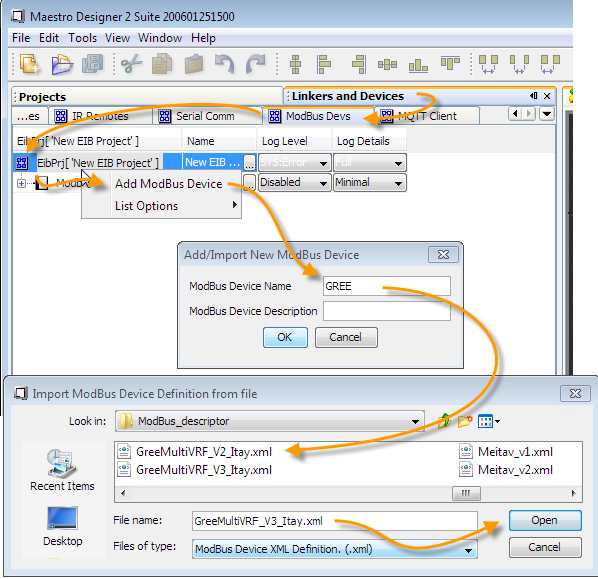 Maestro Designer 2 Suite 200601251500
File Edit Tools View Window Help
Projects
Linkers and Devices
...es IR Remotes Serial Comm ModBus Devs MQTT Client
EibPrj[ 'New EIB Project' ] Name Log Level Log Details
EibPrj[ 'New EIB Project' ] New EIB ... ... SYS:Error Full
... Disabled Minimal
Add ModBus Device
List Options
Add/Import New ModBus Device
ModBus Device Name GREE
ModBus Device Description
OK Cancel
Import ModBus Device Definition from file
Look in: ModBus_descriptor
GreeMultiVRF_V2_Itay.xml Meitav_v1.xml
GreeMultiVRF_V3_Itay.xml Meitav_v2.xml
Recent Items
File name: GreeMultiVRF_V3_Itay.xml Open
Desktop
Files of type: ModBus Device XML Definition. (.xml) Cancel